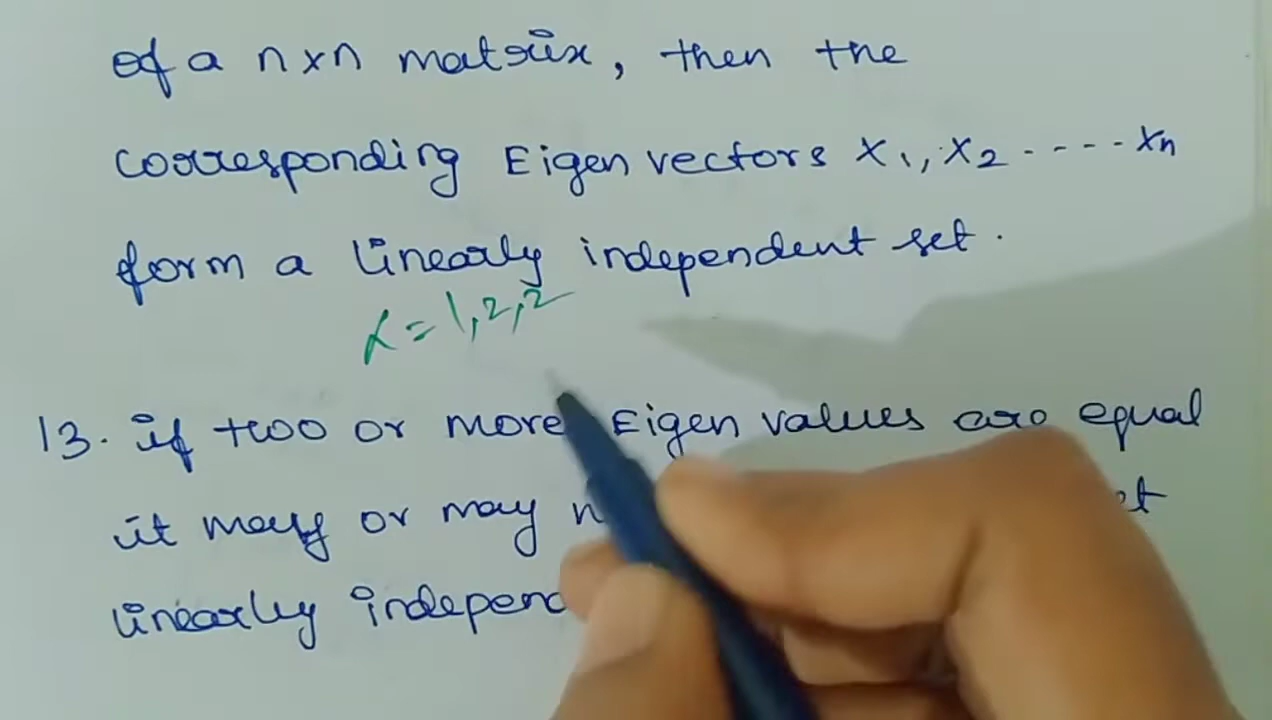 of a n×n matrix, then the
corresponding Eigen vectors X1, X2 ---- Xn
form a linearly independent set.
λ = 1, 2, 2
13. if two or more Eigen values are equal
it may or may
linearly